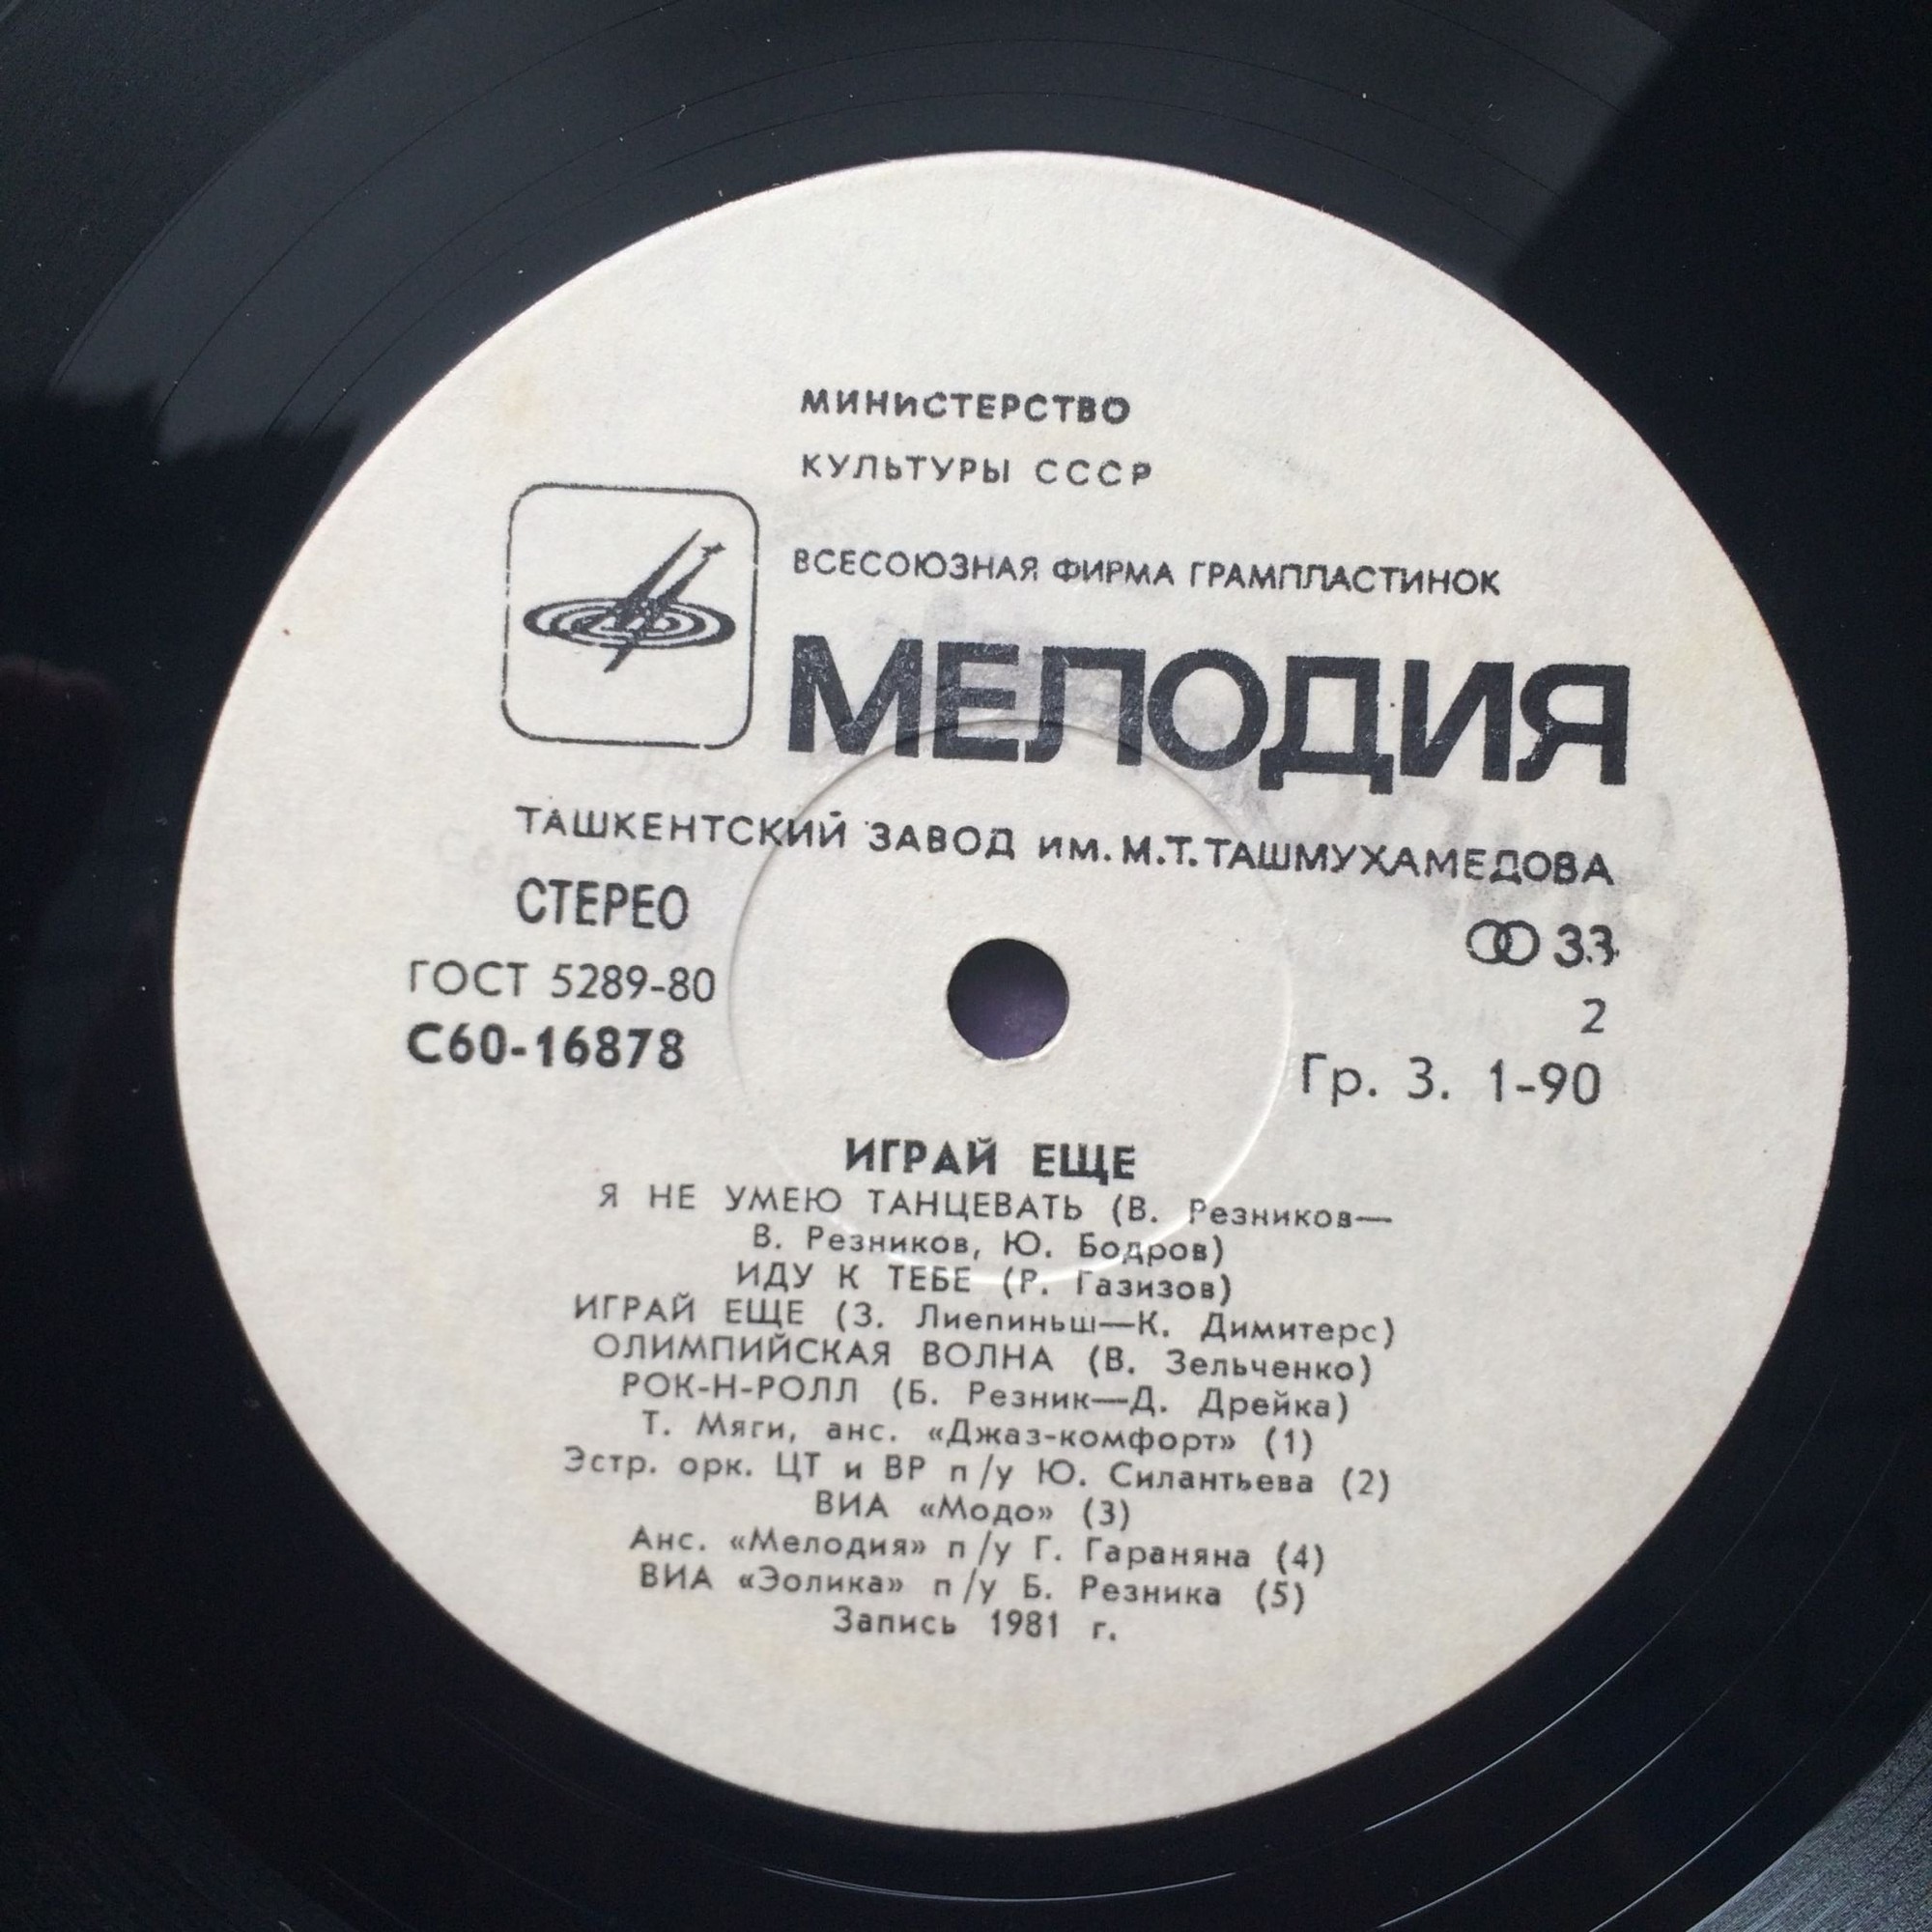 МИНИСТЕРСТВО
КУЛЬТУРЫ СССР
ВСЕСОЮЗНАЯ ФИРМА ГРАМПЛАСТИНОК
МЕЛОДИЯ
ТАШКЕНТСКИЙ ЗАВОД им. М.Т. ТАШМУХАМЕДОВА
СТЕРЕО
33
ГОСТ 5289-80
2
С60-16878
Гр. 3. 1-90
ИГРАЙ ЕЩЕ
Я НЕ УМЕЮ ТАНЦЕВАТЬ (В. Резников—
В. Резников, Ю. Бодров)
ИДУ К ТЕБЕ (Р. Газизов)
ИГРАЙ ЕЩЕ (З. Лиепиньш—К. Димитерс)
ОЛИМПИЙСКАЯ ВОЛНА (В. Зельченко)
РОК-Н-РОЛЛ (Б. Резник—Д. Дрейка)
Т. Мяги, анс. «Джаз-комфорт» (1)
Эстр. орк. ЦТ и ВР п/у Ю. Силантьева (2)
ВИА «Модо» (3)
Анс. «Мелодия» п/у Г. Гараняна (4)
ВИА «Эолика» п/у Б. Резника (5)
Запись 1981 г.